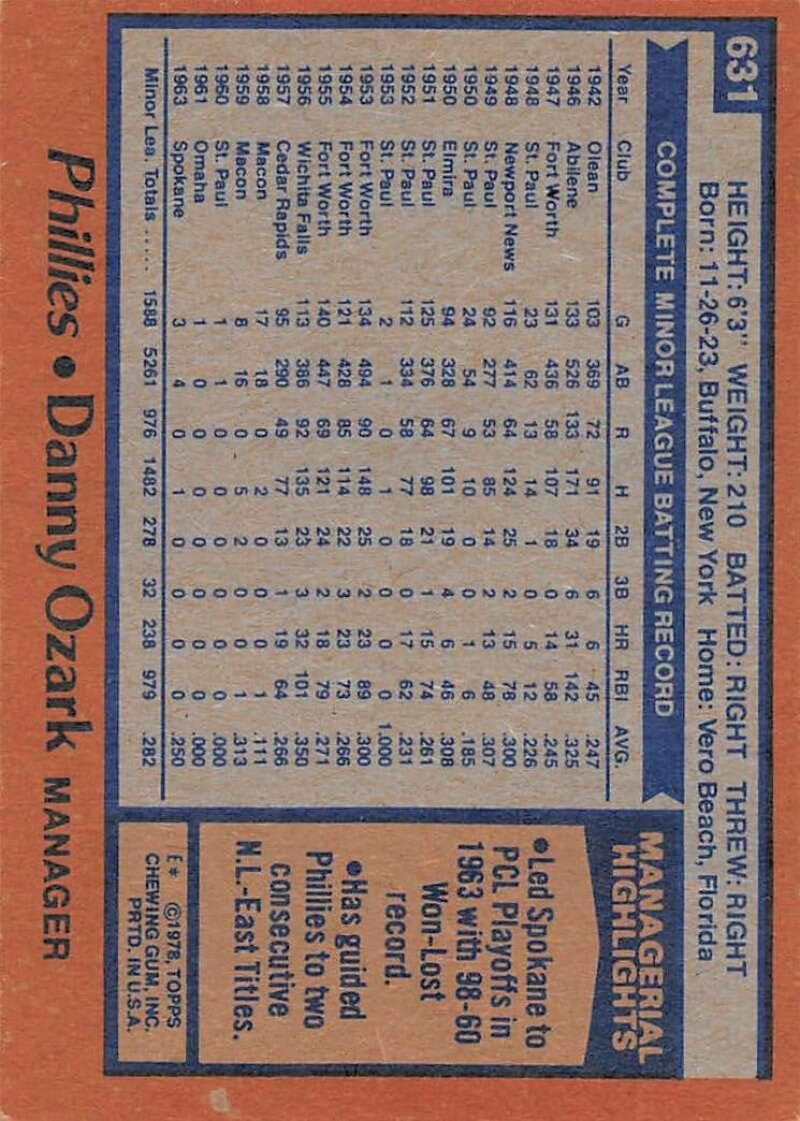 631
HEIGHT: 6'3" WEIGHT: 210 BATTED: RIGHT THREW: RIGHT
Born: 11-26-23, Buffalo, New York Home: Vero Beach, Florida
COMPLETE MINOR LEAGUE BATTING RECORD
Year Club G AB R H 2B 3B HR RBI AVG.
1942 Olean 103 369 72 91 19 6 6 45 .247
1946 Abilene 133 526 133 171 34 6 31 142 .325
1947 Fort Worth 131 436 58 107 18 0 14 58 .245
1948 St. Paul 23 62 13 14 1 0 5 12 .226
1948 Newport News 116 414 64 124 25 2 15 78 .300
1949 St. Paul 92 277 53 85 14 2 13 48 .307
1950 St. Paul 24 54 9 10 0 0 1 6 .185
1950 Elmira 94 328 67 101 19 4 6 46 .308
1951 St. Paul 125 376 64 98 21 1 15 74 .261
1952 St. Paul 112 334 58 77 18 0 17 62 .231
1953 St. Paul 2 1 0 1 0 0 0 0 1.000
1953 Fort Worth 134 494 90 148 25 2 23 89 .300
1954 Fort Worth 121 428 85 114 22 3 23 73 .266
1955 Fort Worth 140 447 69 121 24 2 18 79 .271
1956 Wichita Falls 113 386 92 135 23 3 32 101 .350
1957 Cedar Rapids 95 290 49 77 13 1 19 64 .266
1958 Macon 17 18 0 2 0 0 0 1 .111
1959 Macon 8 16 0 5 2 0 0 1 .313
1960 St. Paul 1 1 0 0 0 0 0 0 .000
1961 Omaha 1 0 0 0 0 0 0 0 .000
1963 Spokane 3 4 0 1 0 0 0 0 .250
Minor Lea. Totals ..... 1588 5261 976 1482 278 32 238 979 .282
MANAGERIAL
HIGHLIGHTS
•Led Spokane to
PCL Playoffs in
1963 with 98-60
Won-Lost
record.
•Has guided
Phillies to two
consecutive
N.L.-East Titles.
E* ©1978, TOPPS
CHEWING GUM, INC.
PRTD. IN U.S.A.
Phillies • Danny Ozark MANAGER